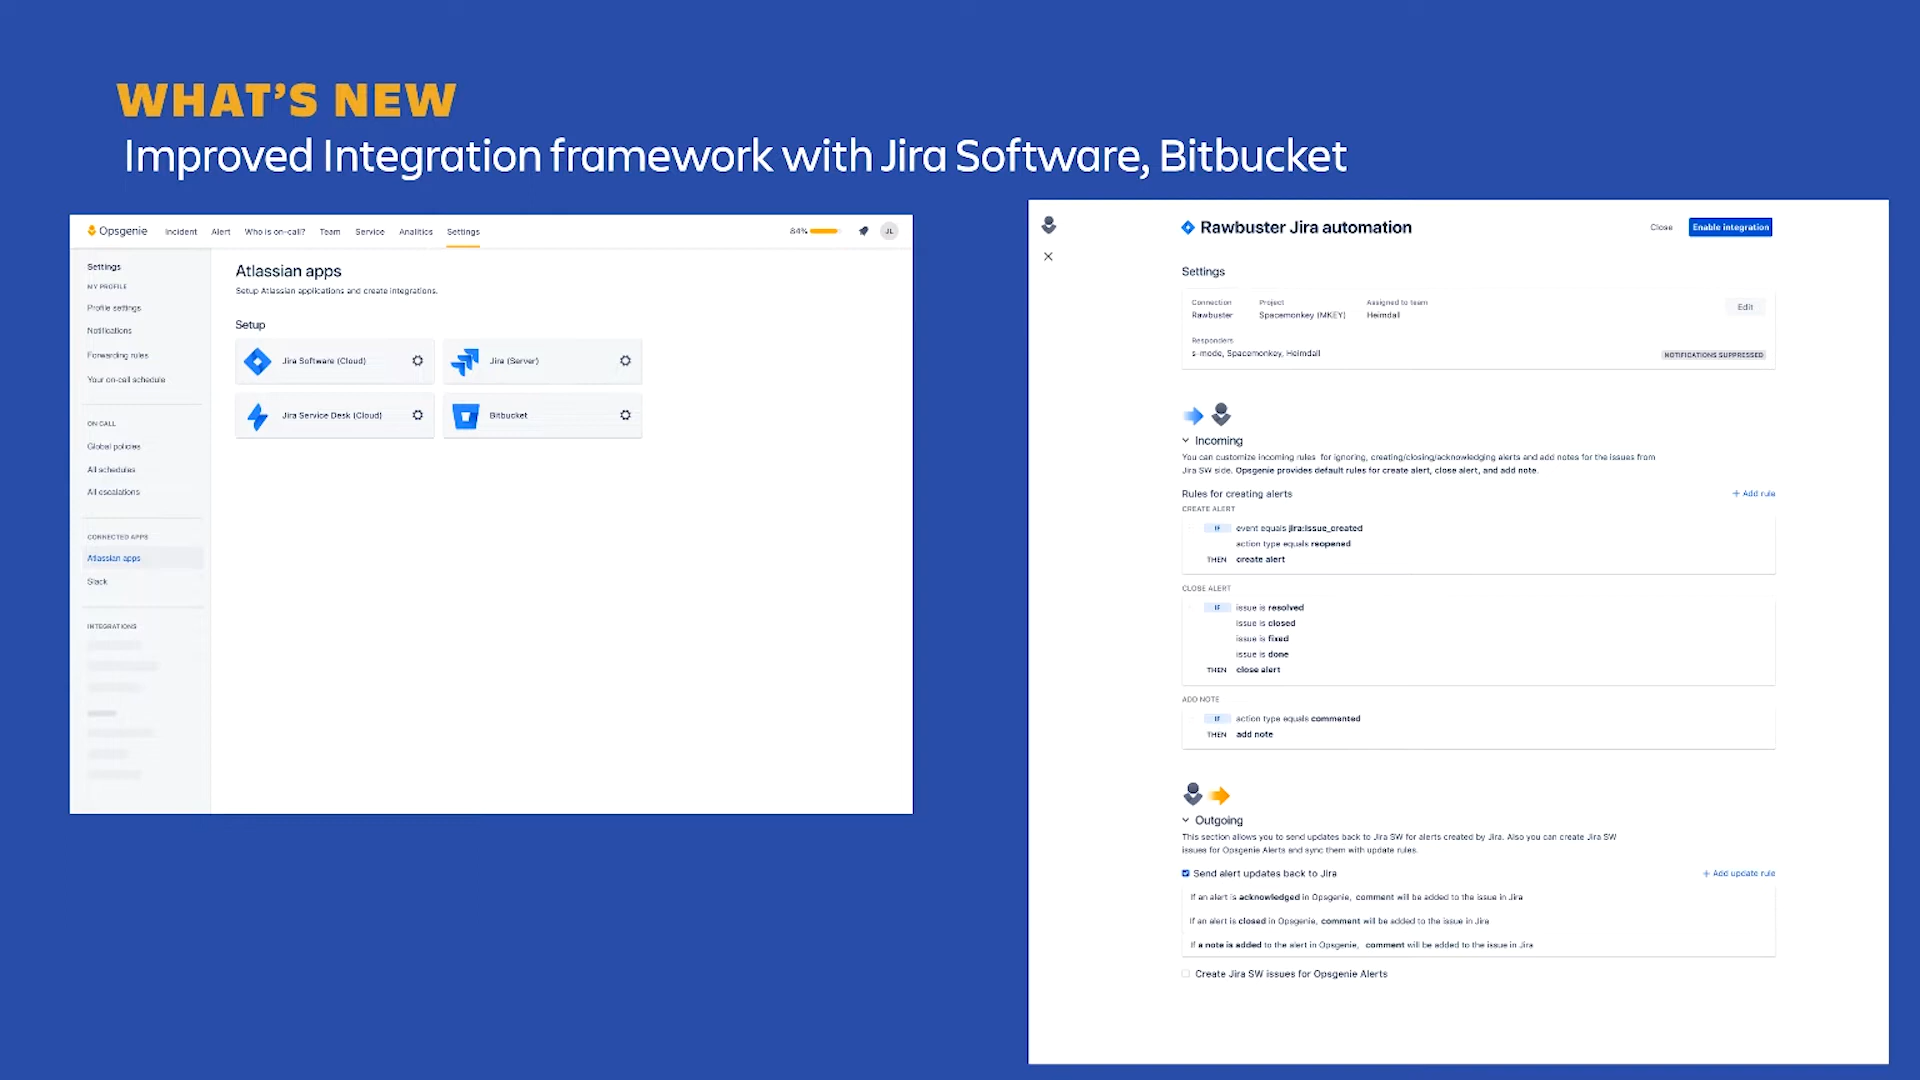 WHAT'S NEW
Improved Integration framework with Jira Software, Bitbucket
Opsgenie Incident Alert Who is on-call? Team Service Analitics Settings 84% JL
Settings
MY PROFILE
Profile settings
Notifications
Forwarding rules
Your on-call schedule
ON CALL
Global policies
All schedules
All escalations
CONNECTED APPS
Atlassian apps
Slack
INTEGRATIONS
Atlassian apps
Setup Atlassian applications and create integrations.
Setup
Jira Software (Cloud)
Jira (Server)
Jira Service Desk (Cloud)
Bitbucket
Rawbuster Jira automation
Close
Enable integration
Settings
Connection Project Assigned to team
Rawbuster Spacemonkey (MKEY) Heimdall
Edit
Responders
s-mode, Spacemonkey, Heimdall
NOTIFICATIONS SUPPRESSED
Incoming
You can customize incoming rules for ignoring, creating/closing/acknowledging alerts and add notes for the issues from
Jira SW side. Opsgenie provides default rules for create alert, close alert, and add note.
Rules for creating alerts
+ Add rule
CREATE ALERT
IF event equals jira:issue_created
action type equals reopened
THEN create alert
CLOSE ALERT
IF issue is resolved
issue is closed
issue is fixed
issue is done
THEN close alert
ADD NOTE
IF action type equals commented
THEN add note
Outgoing
This section allows you to send updates back to Jira SW for alerts created by Jira. Also you can create Jira SW
issues for Opsgenie Alerts and sync them with update rules.
Send alert updates back to Jira
+ Add update rule
If an alert is acknowledged in Opsgenie, comment will be added to the issue in Jira
If an alert is closed in Opsgenie, comment will be added to the issue in Jira
If a note is added to the alert in Opsgenie, comment will be added to the issue in Jira
Create Jira SW issues for Opsgenie Alerts